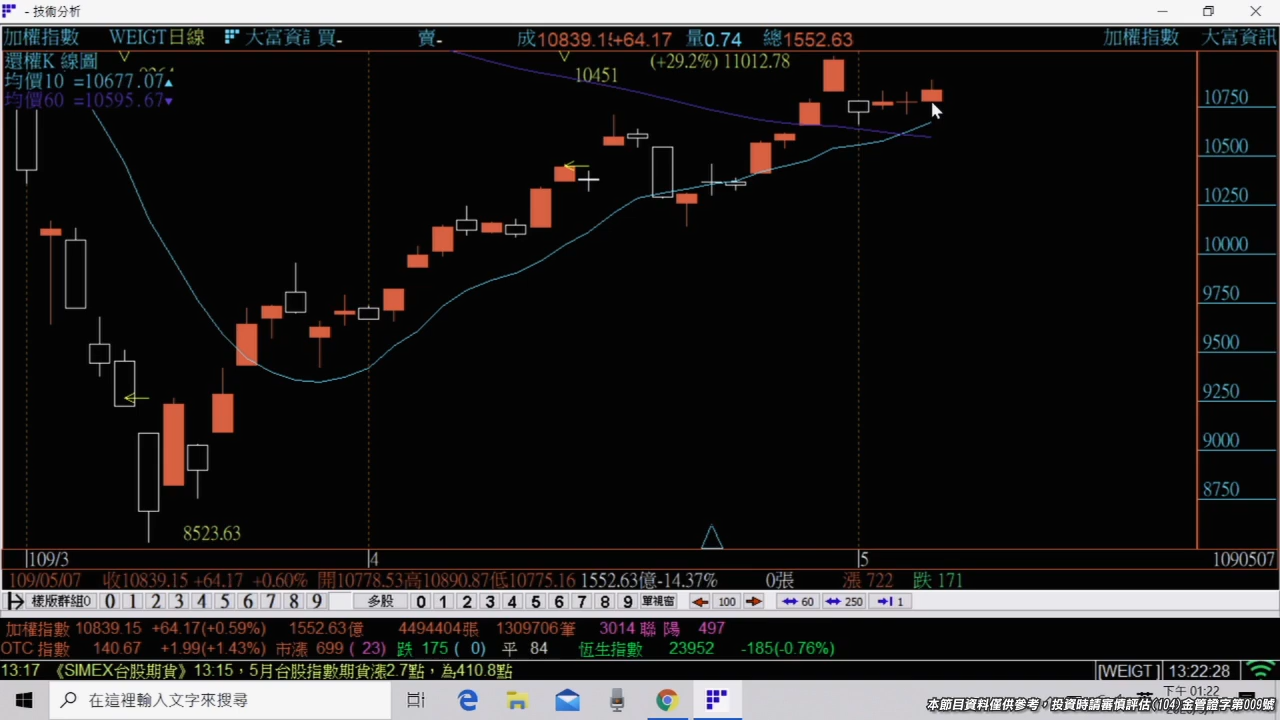 - 技術分析
加權指數 WEIGT日線 大富資訊 買- 賣- 成10839.15+64.17 量0.74 總1552.63 加權指數 大富資訊
還權K 線圖 (+29.2%) 11012.78
均價10 =10677.07▲ 10451
均價60 =10595.67▼
10750
10500
10250
10000
9750
9500
9250
9000
8750
8523.63
109/3 4 5 1090507
109/05/07 收10839.15 +64.17 +0.60% 開10778.53高10890.87低10775.16 1552.63億-14.37% 0張 漲 722 跌 171
樣版群組0 0 1 2 3 4 5 6 7 8 9 多股 0 1 2 3 4 5 6 7 8 9 單視窗 100 60 250 1
加權指數 10839.15 +64.17(+0.59%) 1552.63億 4494404張 1309706筆 3014 聯 陽 497
OTC 指數 140.67 +1.99(+1.43%) 市漲 699 ( 23) 跌 175 ( 0) 平 84 恆生指數 23952 -185(-0.76%)
13:17 《SIMEX台股期貨》13:15，5月台股指數期貨漲2.7點，為410.8點 [WEIGT ] 13:22:28
在這裡輸入文字來搜尋
下午 01:22
本節目資料僅供參考，投資時請審慎評估(104)金管證字第009號